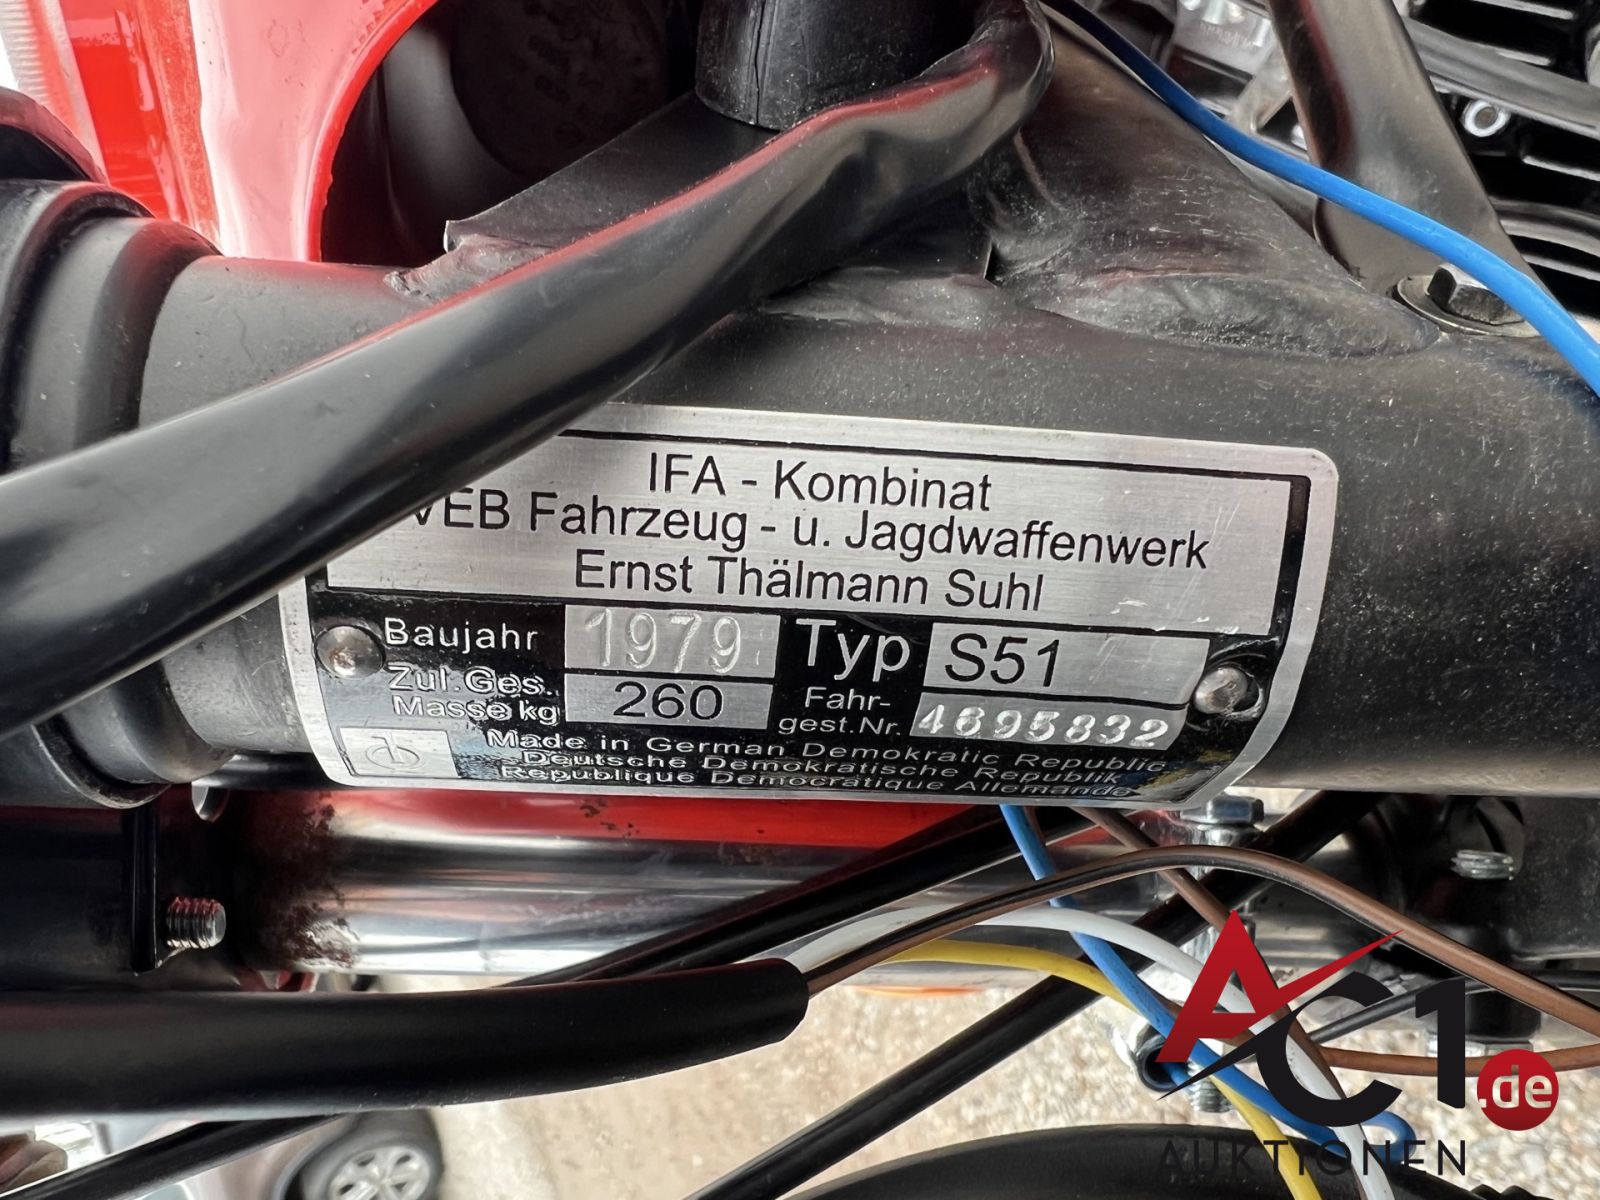 IFA - Kombinat
VEB Fahrzeug - u. Jagdwaffenwerk
Ernst Thälmann Suhl
Baujahr 1979 Typ S51
Zul.Ges. Masse kg 260 Fahr-gest.Nr. 4695832
Made in German Demokratic Republic
Deutsche Demokratische Republik
Republique Democratique Allemande
AC1.de
AUKTIONEN